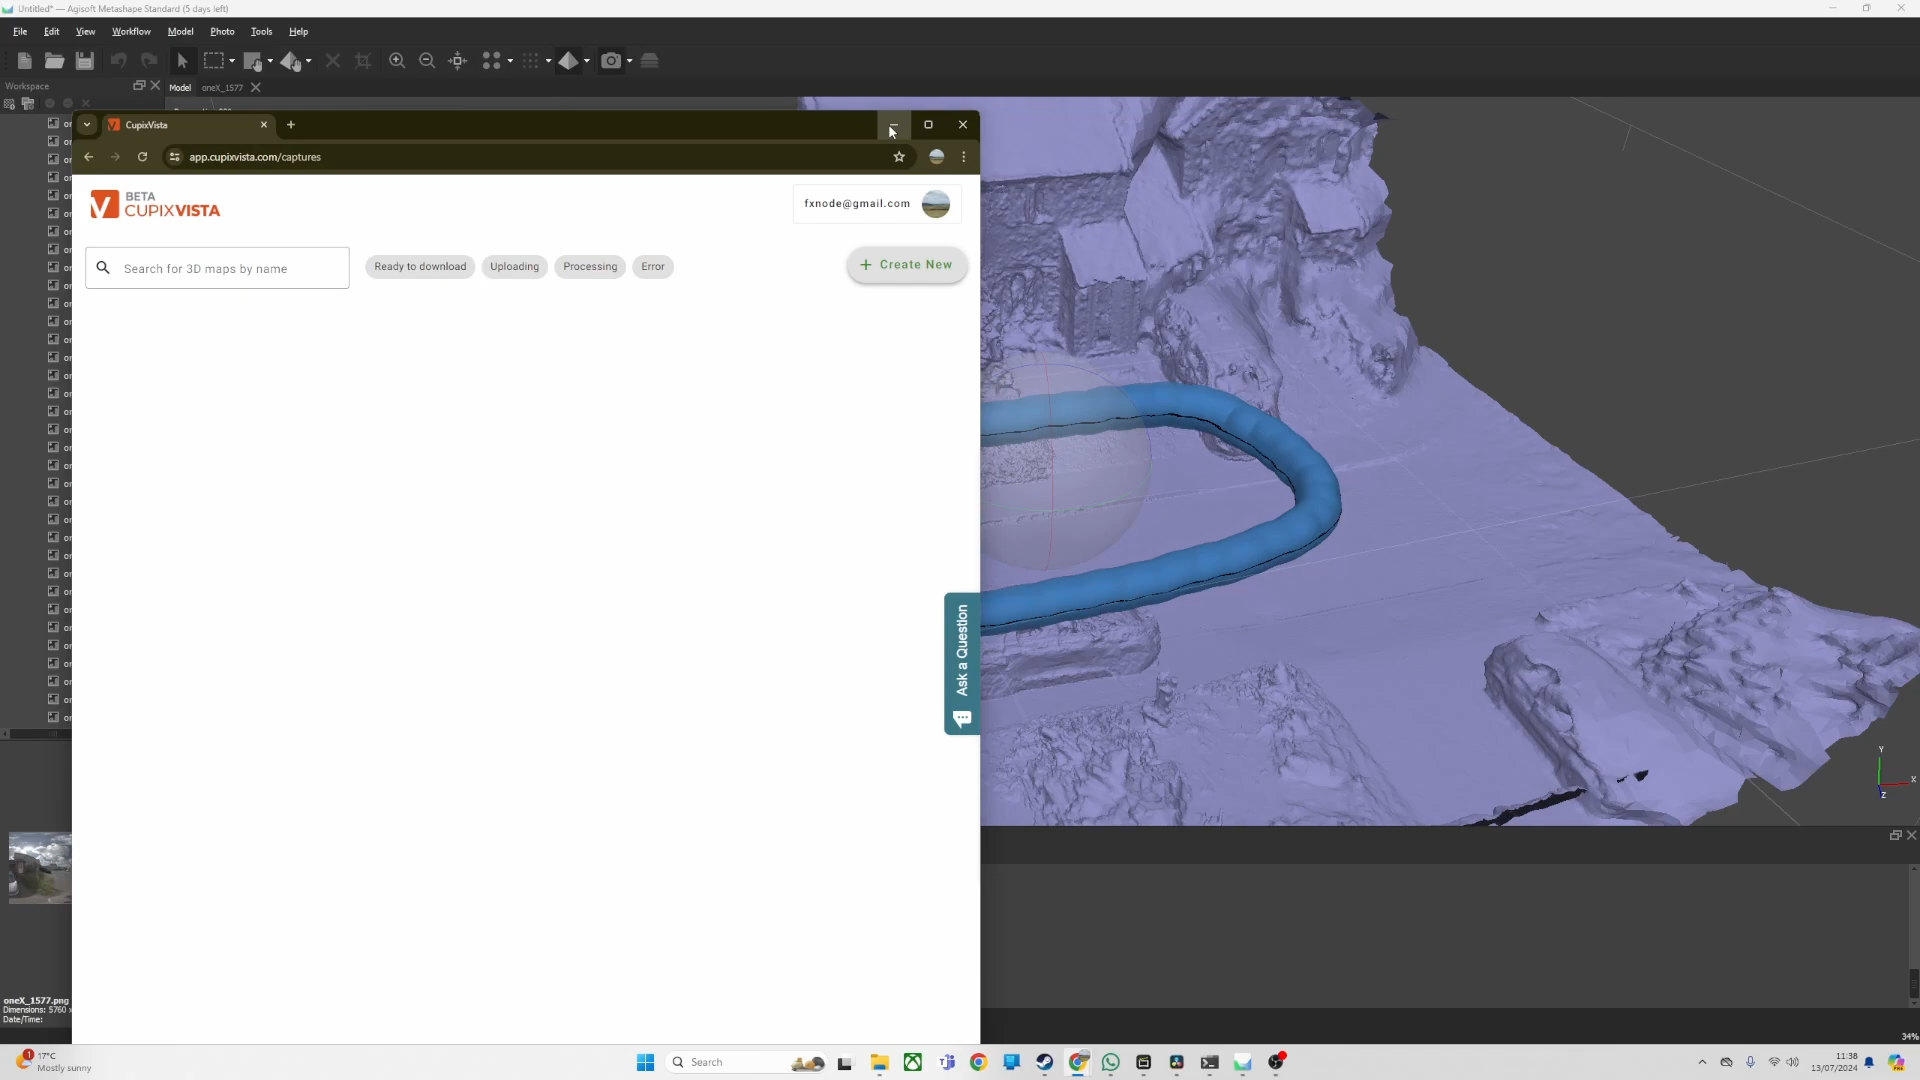 Untitled* — Agisoft Metashape Standard (5 days left)
File Edit View Workflow Model Photo Tools Help
Workspace
Model oneX_1577
CupixVista
app.cupixvista.com/captures
BETA
CUPIXVISTA
fxnode@gmail.com
Search for 3D maps by name
Ready to download Uploading Processing Error
+ Create New
Ask a Question
Y
X
Z
oneX_1577.png
Dimensions: 5760 x
Date/Time:
34%
1
17°C
Mostly sunny
Search
11:38
13/07/2024